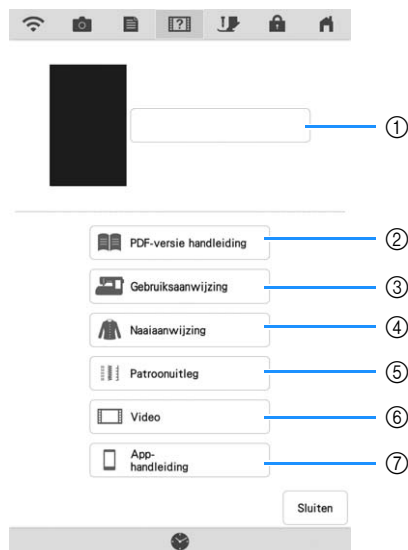 ?
①
PDF-versie handleiding ②
Gebruiksaanwijzing ③
Naaiaanwijzing ④
Patroonuitleg ⑤
Video ⑥
App-
handleiding ⑦
Sluiten